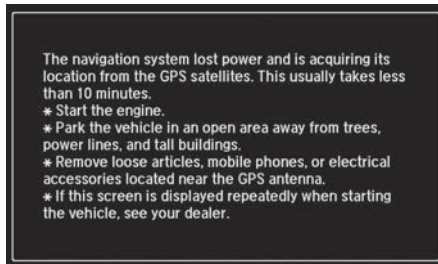 The navigation system lost power and is acquiring its
location from the GPS satellites. This usually takes less
than 10 minutes.
* Start the engine.
* Park the vehicle in an open area away from trees,
power lines, and tall buildings.
* Remove loose articles, mobile phones, or electrical
accessories located near the GPS antenna.
* If this screen is displayed repeatedly when starting
the vehicle, see your dealer.